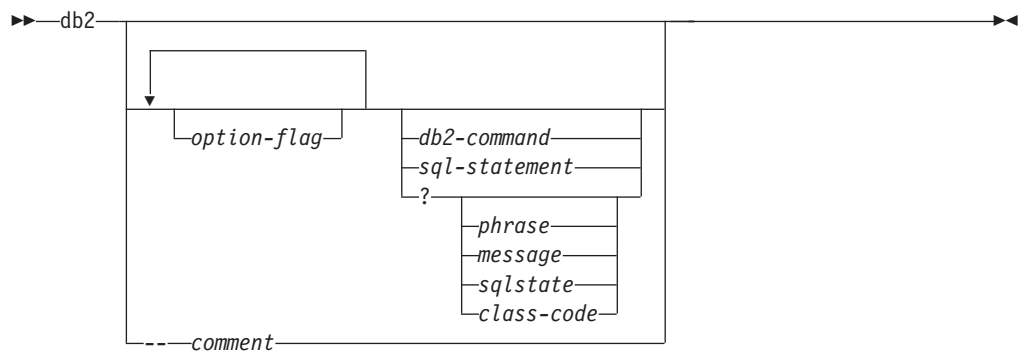 db2
option-flag
db2-command
sql-statement
?
phrase
message
sqlstate
class-code
-- comment